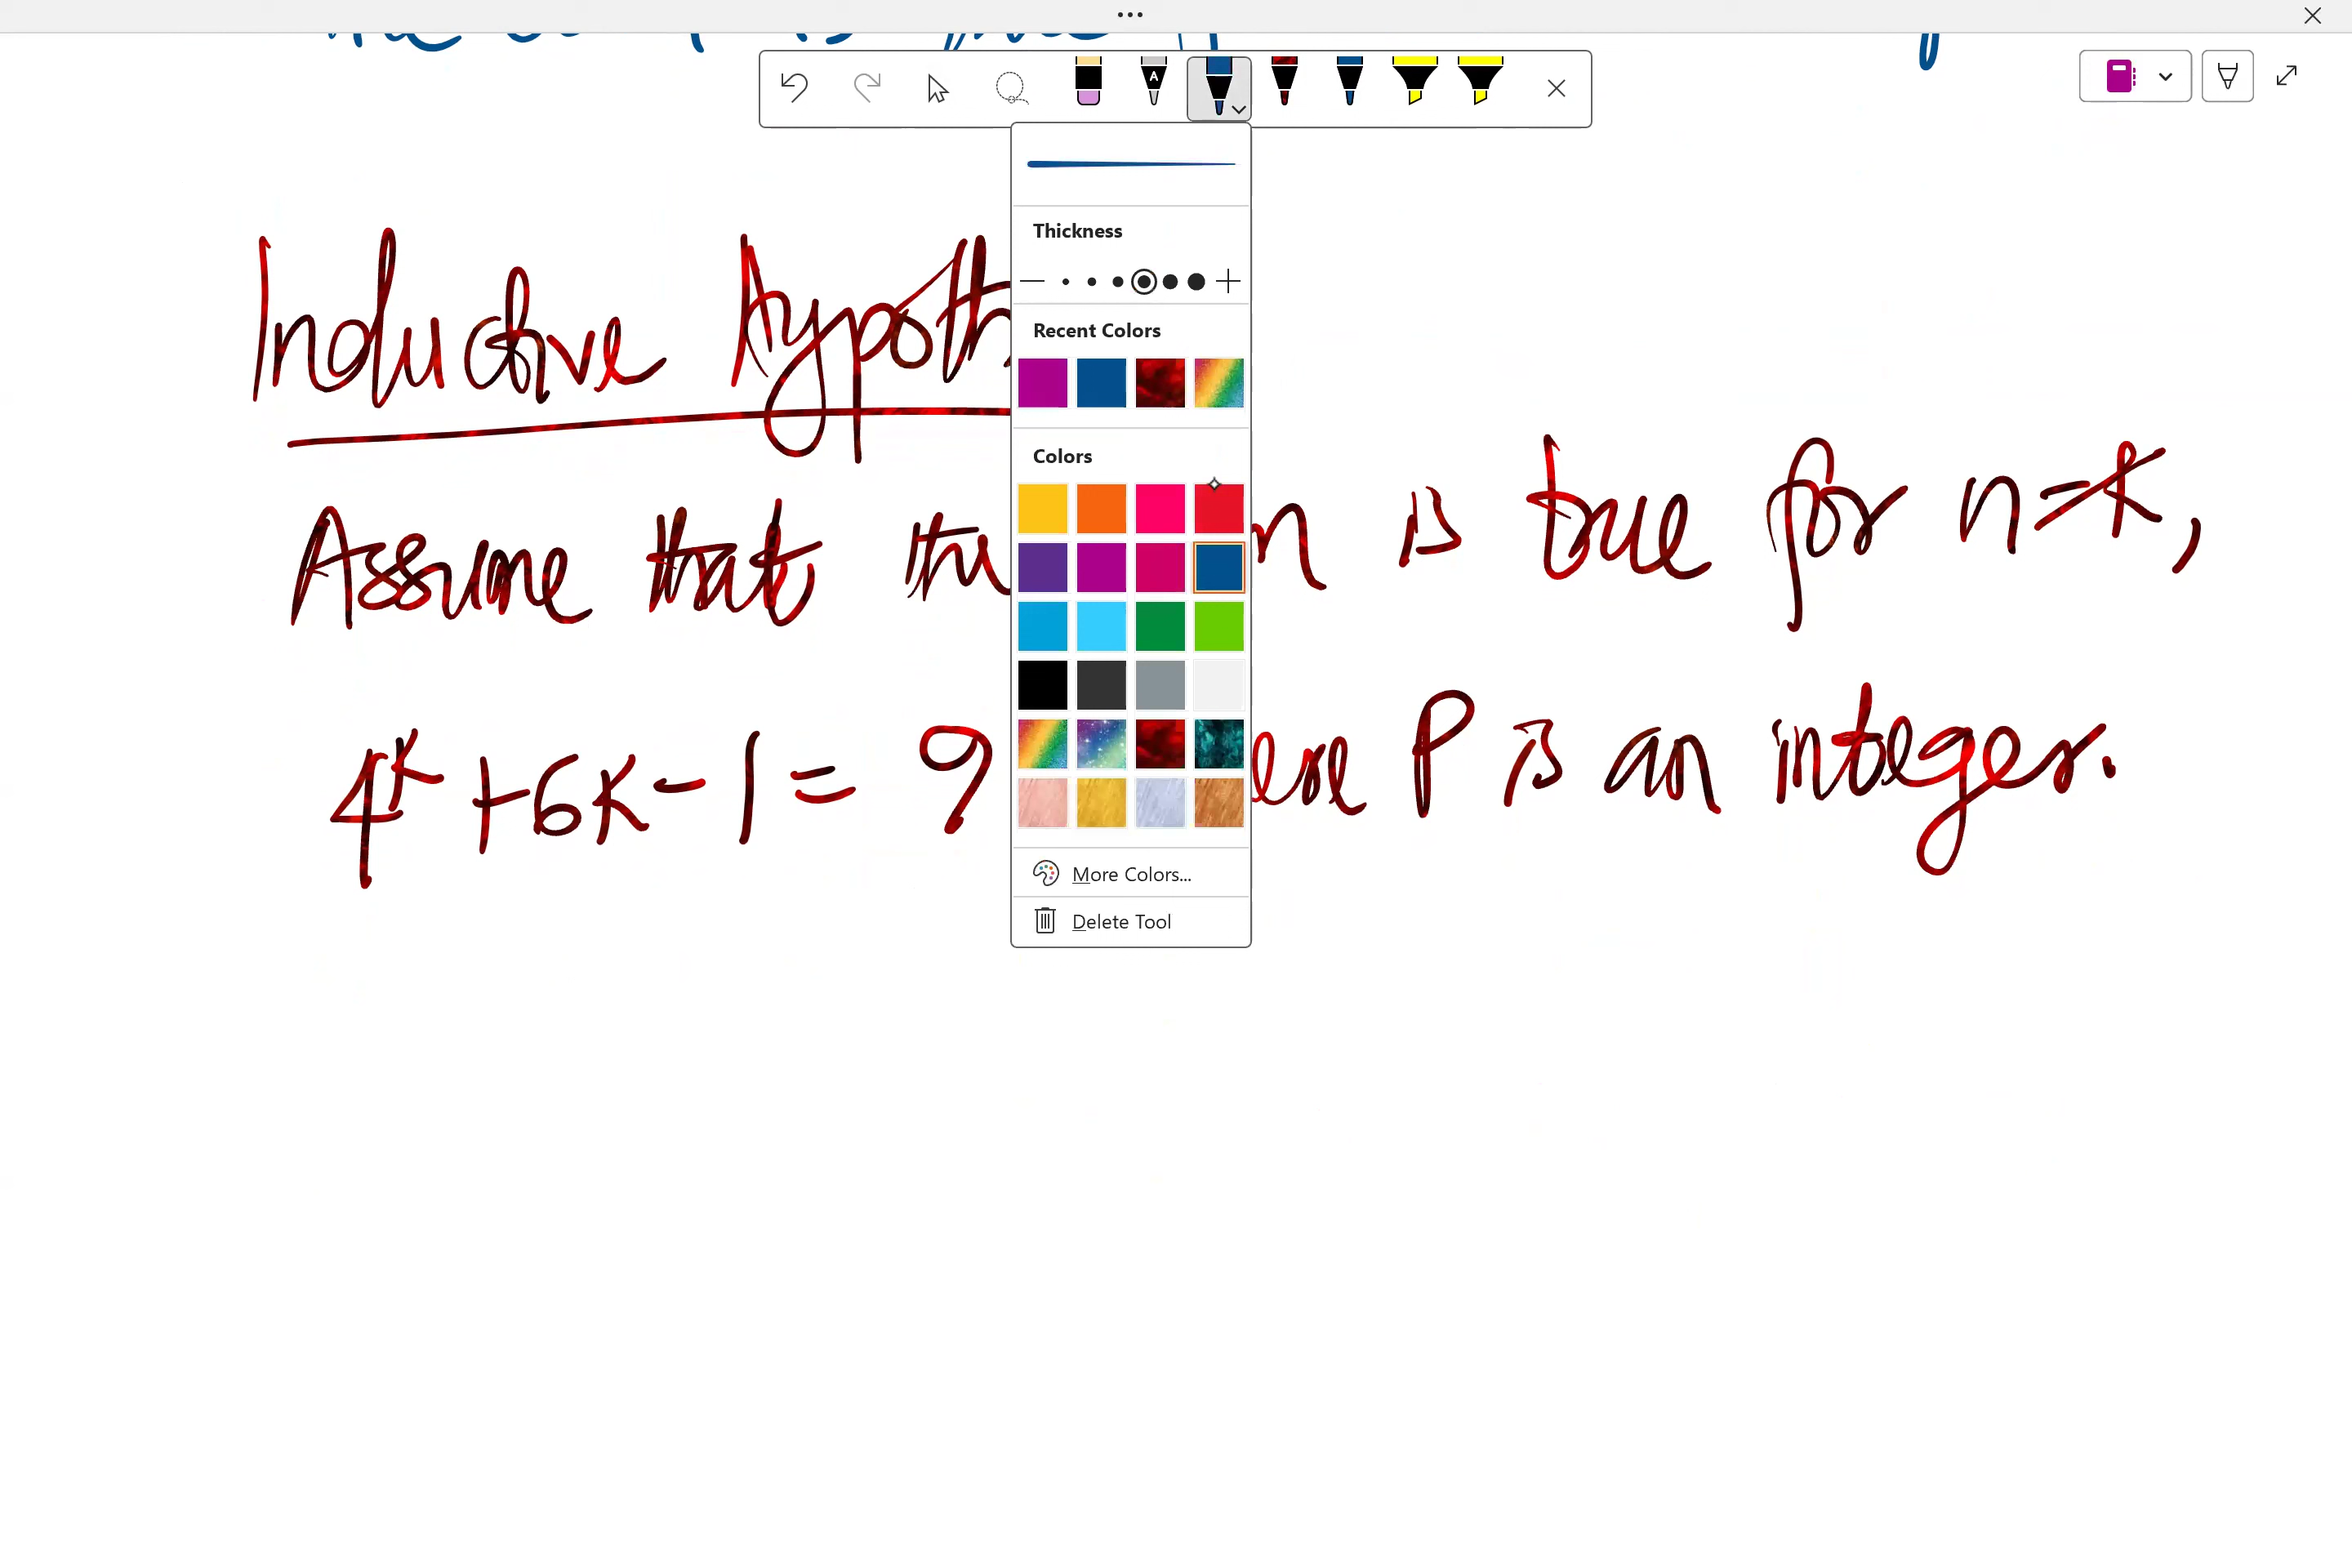 Thickness
Recent Colors
Colors
More Colors...
Delete Tool
Inductive Hypoth
Assume that the n is true for n=k,
4^k +6k-1 = 9 ere P is an integer.